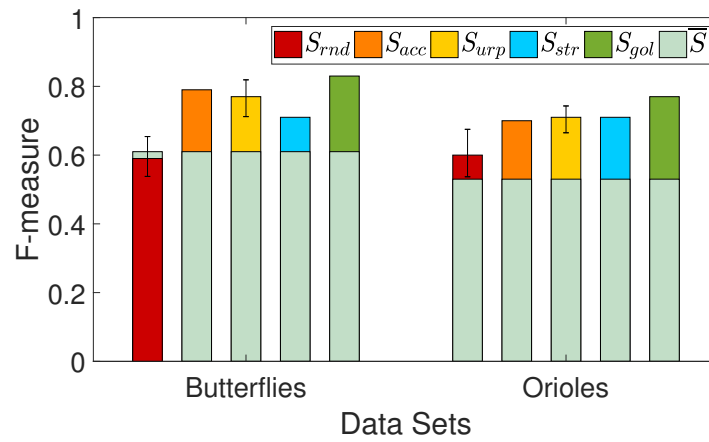 1
0.8
0.6
0.4
0.2
0
F-measure
S_rnd S_acc S_urp S_str S_gol S̅
Butterflies Orioles
Data Sets